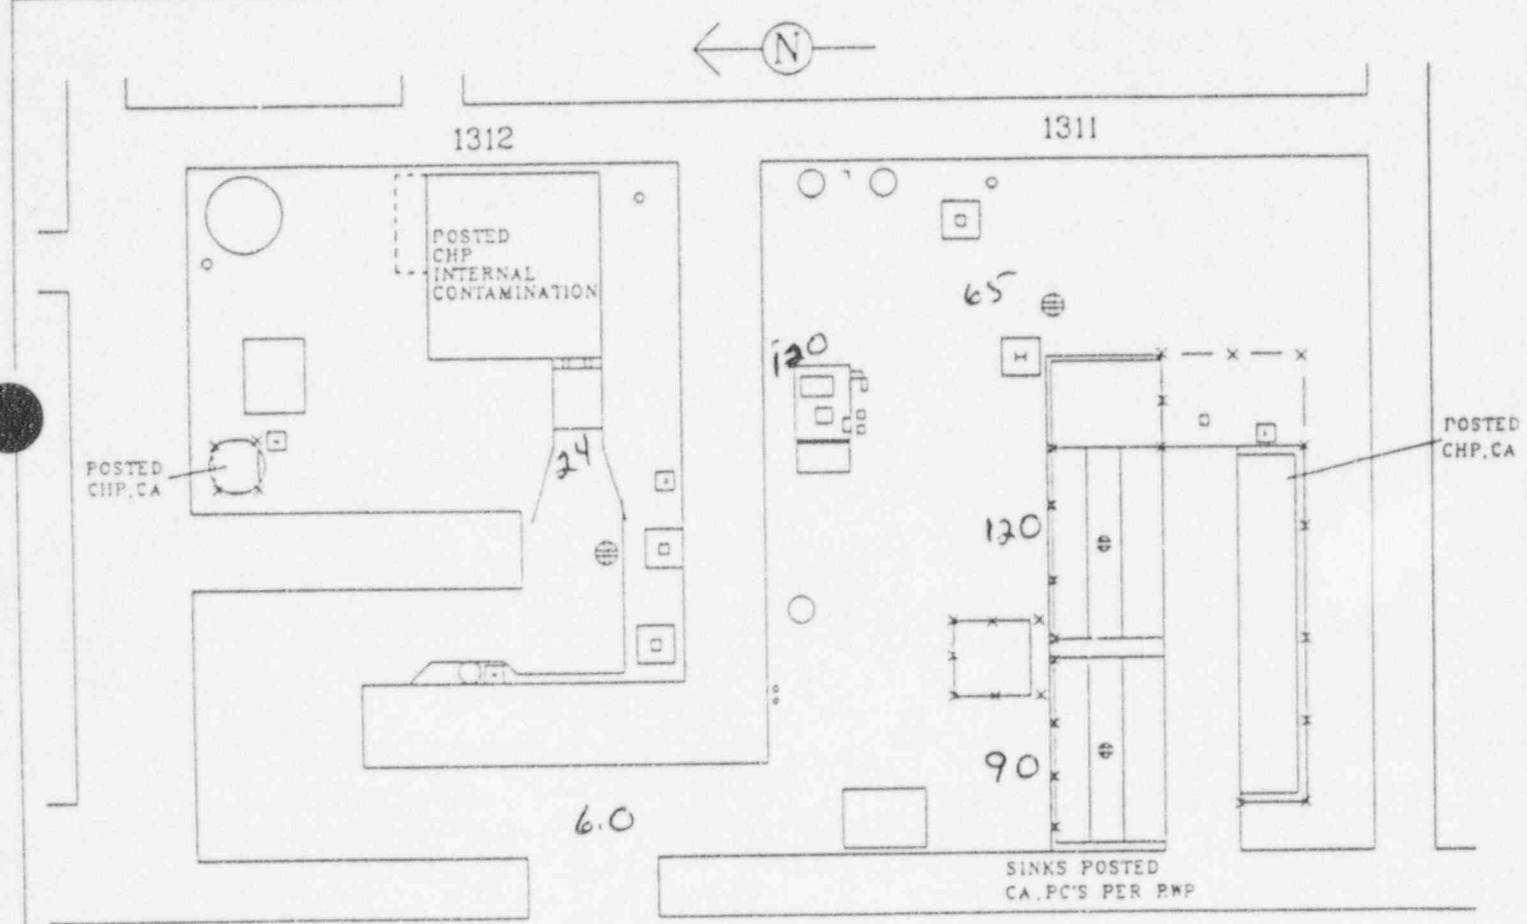 N
1312
1311
POSTED
CHP
INTERNAL
CONTAMINATION
65
120
24
POSTED
CHP, CA
POSTED
CHP, CA
120
90
6.0
SINKS POSTED
CA, PC'S PER RWP